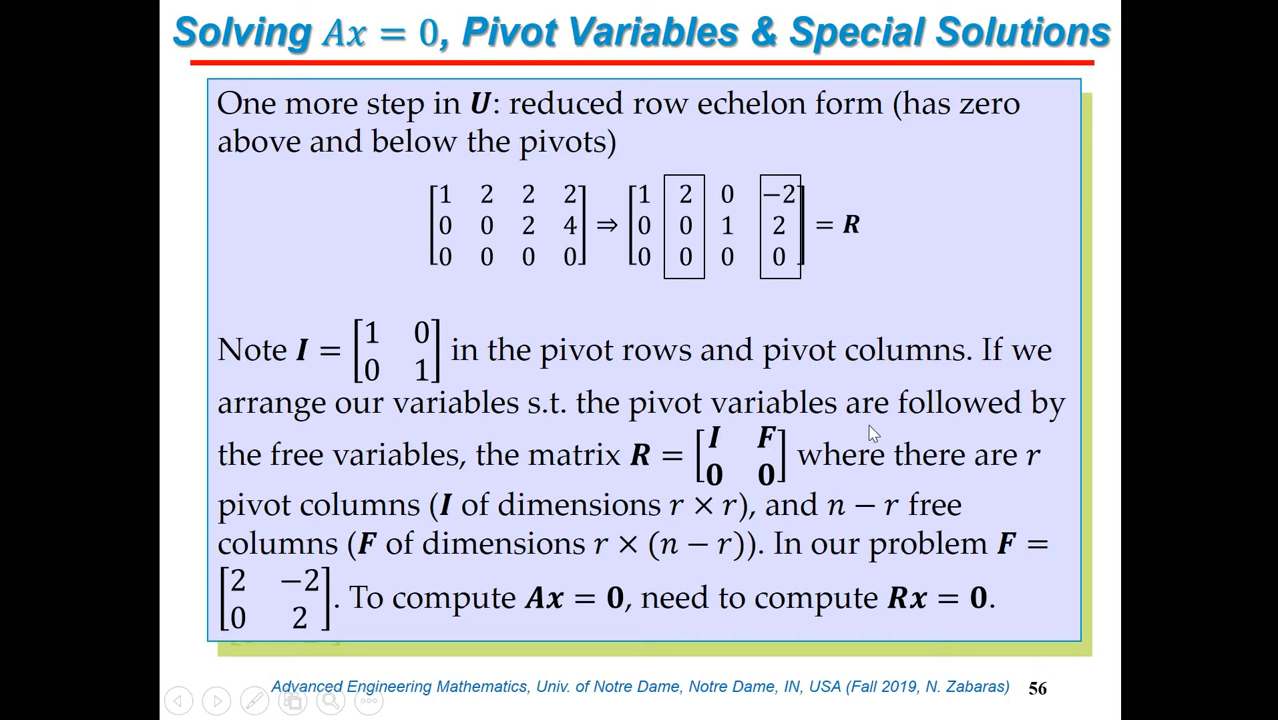 Solving Ax = 0, Pivot Variables & Special Solutions
One more step in U: reduced row echelon form (has zero
above and below the pivots)
[1 2 2 2; 0 0 2 4; 0 0 0 0] ⇒ [1 2 0 −2; 0 0 1 2; 0 0 0 0] = R
Note I = [1 0; 0 1] in the pivot rows and pivot columns. If we
arrange our variables s.t. the pivot variables are followed by
the free variables, the matrix R = [I F; 0 0] where there are r
pivot columns (I of dimensions r × r), and n − r free
columns (F of dimensions r × (n − r)). In our problem F =
[2 −2; 0 2]. To compute Ax = 0, need to compute Rx = 0.
Advanced Engineering Mathematics, Univ. of Notre Dame, Notre Dame, IN, USA (Fall 2019, N. Zabaras) 56